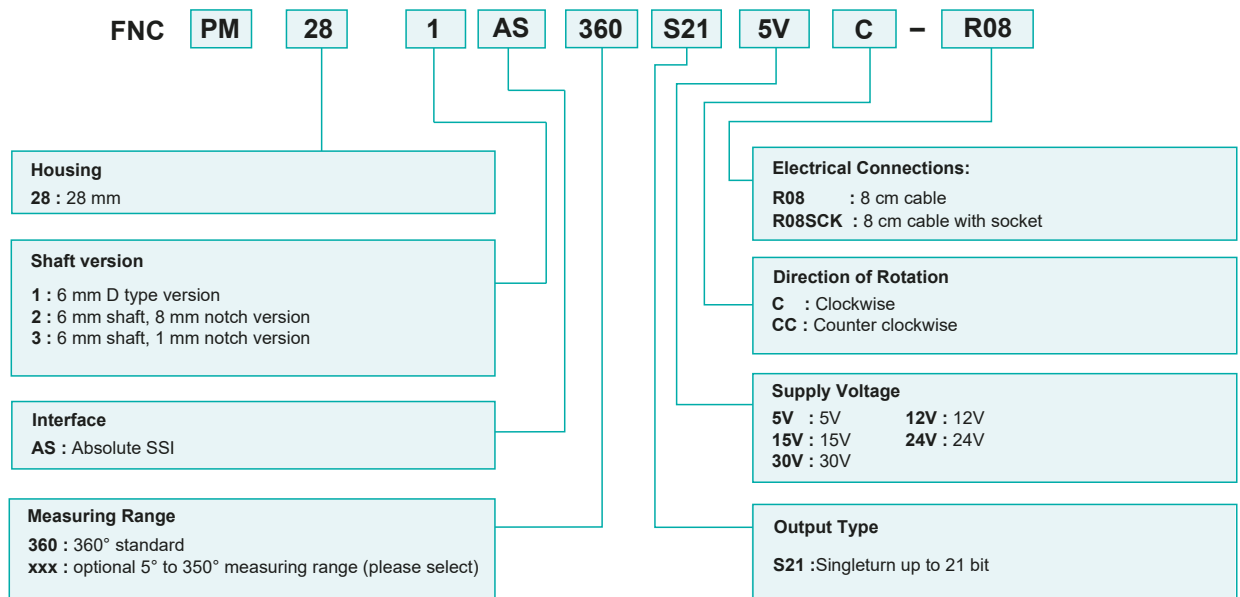 FNC PM 28 1 AS 360 S21 5V C – R08
Housing
28 : 28 mm
Shaft version
1 : 6 mm D type version
2 : 6 mm shaft, 8 mm notch version
3 : 6 mm shaft, 1 mm notch version
Interface
AS : Absolute SSI
Measuring Range
360 : 360° standard
xxx : optional 5° to 350° measuring range (please select)
Electrical Connections:
R08 : 8 cm cable
R08SCK : 8 cm cable with socket
Direction of Rotation
C : Clockwise
CC : Counter clockwise
Supply Voltage
5V : 5V 12V : 12V
15V : 15V 24V : 24V
30V : 30V
Output Type
S21 :Singleturn up to 21 bit